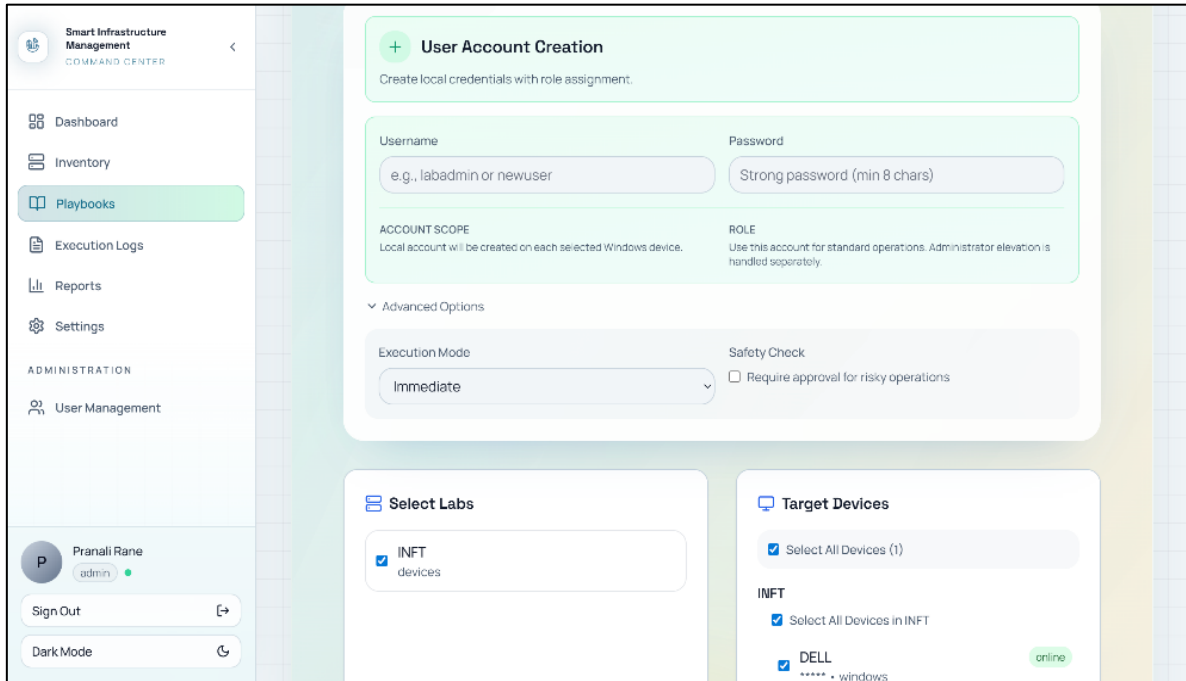 Smart Infrastructure
Management
COMMAND CENTER
Dashboard
Inventory
Playbooks
Execution Logs
Reports
Settings
ADMINISTRATION
User Management
P
Pranali Rane
admin
Sign Out
Dark Mode
User Account Creation
Create local credentials with role assignment.
Username
Password
e.g., labadmin or newuser
Strong password (min 8 chars)
ACCOUNT SCOPE
Local account will be created on each selected Windows device.
ROLE
Use this account for standard operations. Administrator elevation is
handled separately.
Advanced Options
Execution Mode
Immediate
Safety Check
Require approval for risky operations
Select Labs
INFT
devices
Target Devices
Select All Devices (1)
INFT
Select All Devices in INFT
DELL
online
***** • windows